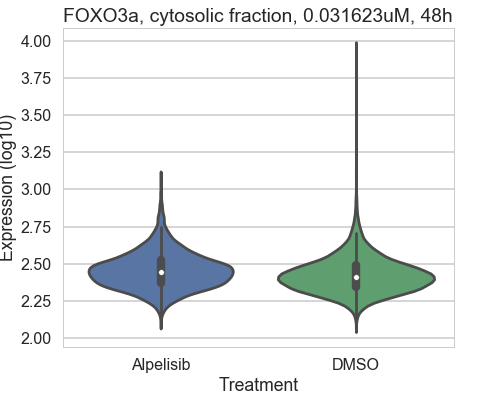 FOXO3a, cytosolic fraction, 0.031623uM, 48h
Expression (log10)
4.00
3.75
3.50
3.25
3.00
2.75
2.50
2.25
2.00
Alpelisib DMSO
Treatment